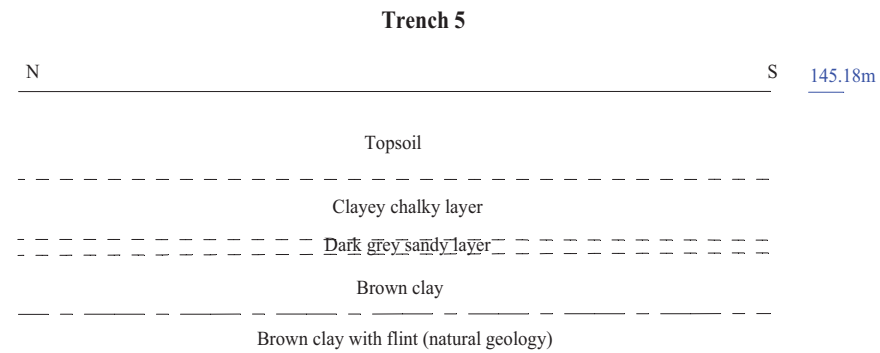 Trench 5
N
S
145.18m
Topsoil
Clayey chalky layer
Dark grey sandy layer
Brown clay
Brown clay with flint (natural geology)